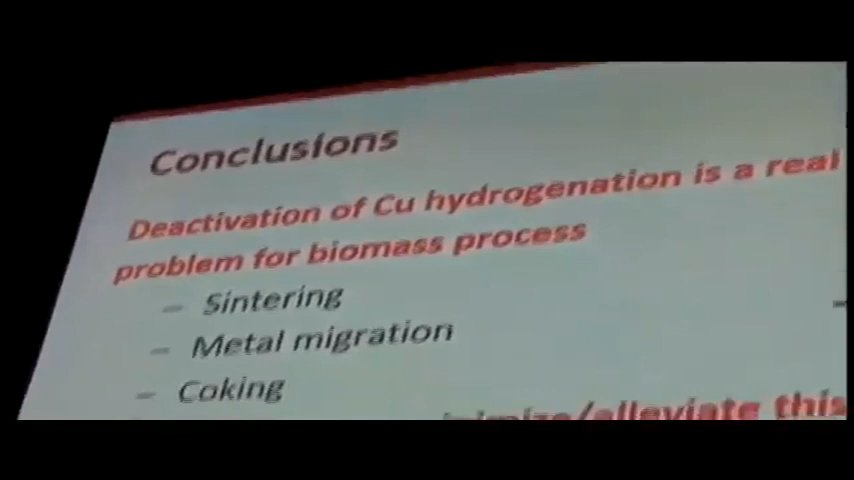 Conclusions
Deactivation of Cu hydrogenation is a real
problem for biomass process
– Sintering
– Metal migration
– Coking
alleviate this